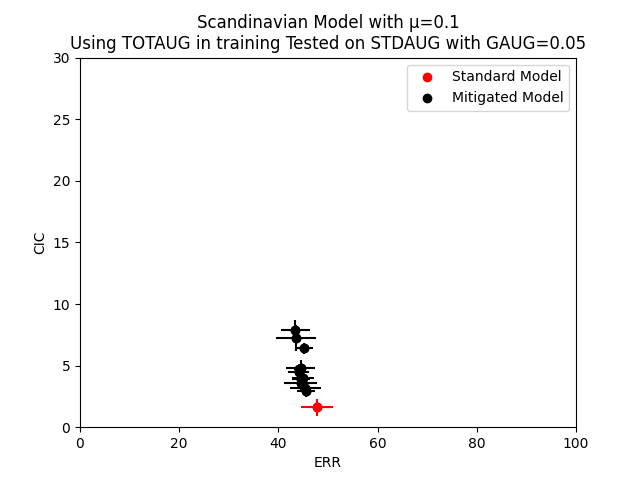 Scandinavian Model with μ=0.1
Using TOTAUG in training Tested on STDAUG with GAUG=0.05
Standard Model
Mitigated Model
30
25
20
15
10
5
0
CIC
0 20 40 60 80 100
ERR